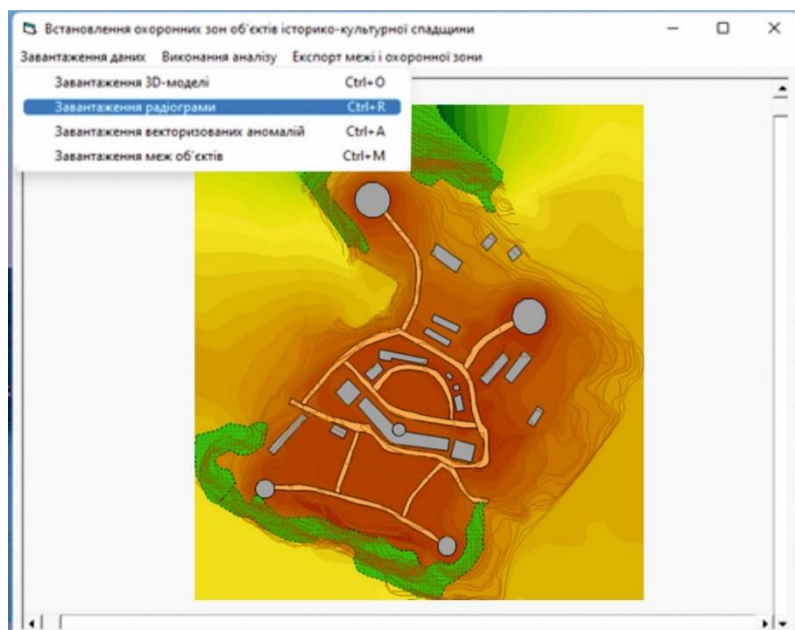 Встановлення охоронних зон об'єктів історико-культурної спадщини
Завантаження даних Виконання аналізу Експорт межі і охоронної зони
Завантаження 3D-моделі Ctrl+O
Завантаження радіограми Ctrl+R
Завантаження векторизованих аномалій Ctrl+A
Завантаження меж об'єктів Ctrl+M